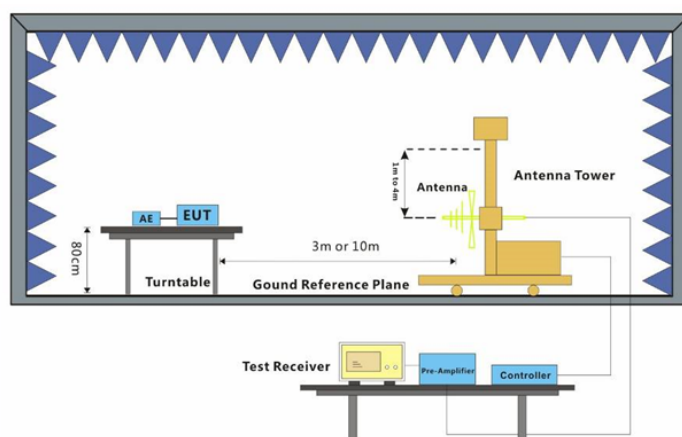 1m to 4m
Antenna
Antenna Tower
AE
EUT
80cm
3m or 10m
Turntable
Gound Reference Plane
Test Receiver
Pre-Amplifier
Controller